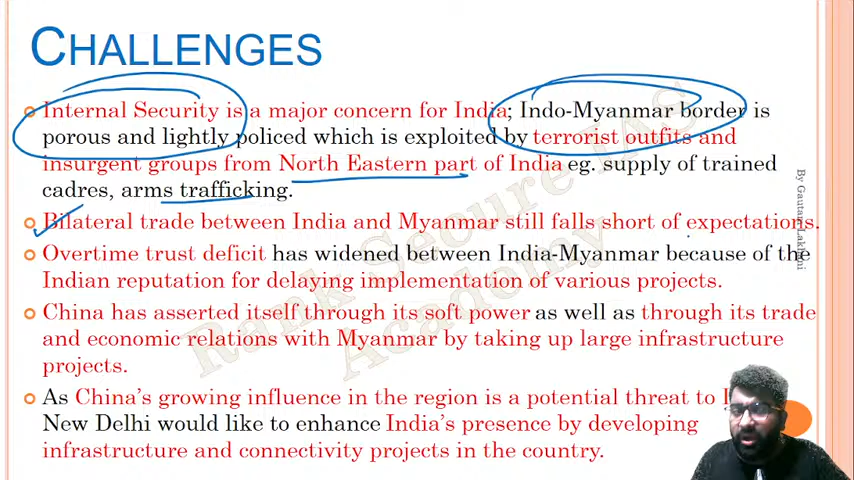 CHALLENGES
Internal Security is a major concern for India; Indo-Myanmar border is
porous and lightly policed which is exploited by terrorist outfits and
insurgent groups from North Eastern part of India eg. supply of trained
cadres, arms trafficking.
Bilateral trade between India and Myanmar still falls short of expectations.
Overtime trust deficit has widened between India-Myanmar because of the
Indian reputation for delaying implementation of various projects.
China has asserted itself through its soft power as well as through its trade
and economic relations with Myanmar by taking up large infrastructure
projects.
As China's growing influence in the region is a potential threat to
New Delhi would like to enhance India's presence by developing
infrastructure and connectivity projects in the country.
By Gautam
Rank Secure IAS
Academy